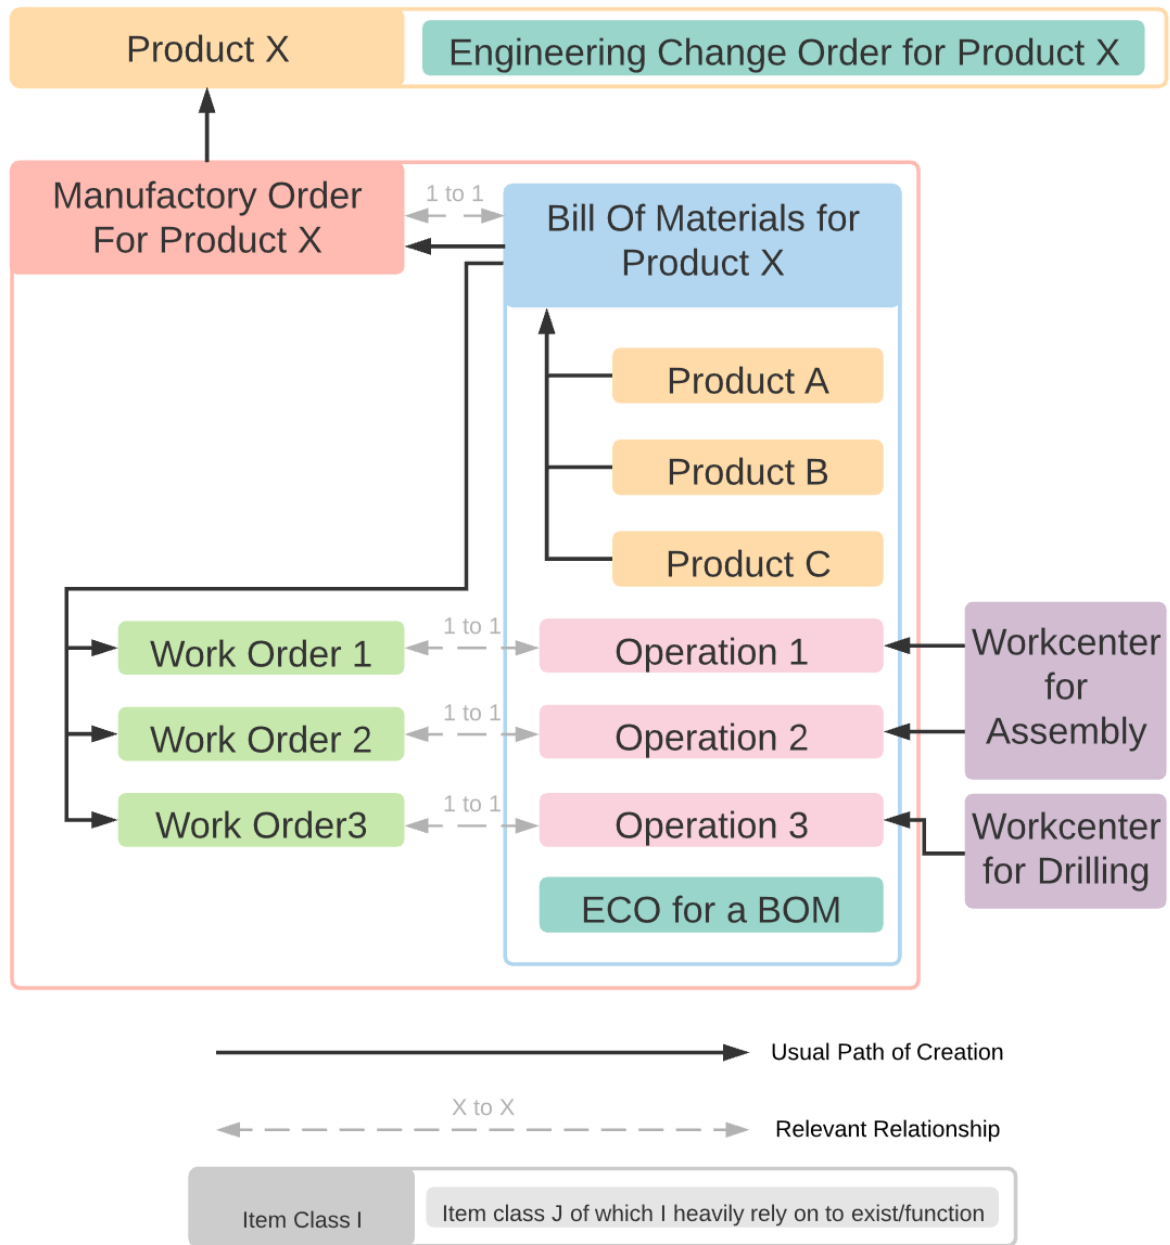 Product X
Engineering Change Order for Product X
Manufactory Order
For Product X
1 to 1
Bill Of Materials for
Product X
Product A
Product B
Product C
Work Order 1
1 to 1
Operation 1
Workcenter
for
Assembly
Work Order 2
1 to 1
Operation 2
Work Order3
1 to 1
Operation 3
Workcenter
for Drilling
ECO for a BOM
Usual Path of Creation
X to X
Relevant Relationship
Item Class I
Item class J of which I heavily rely on to exist/function